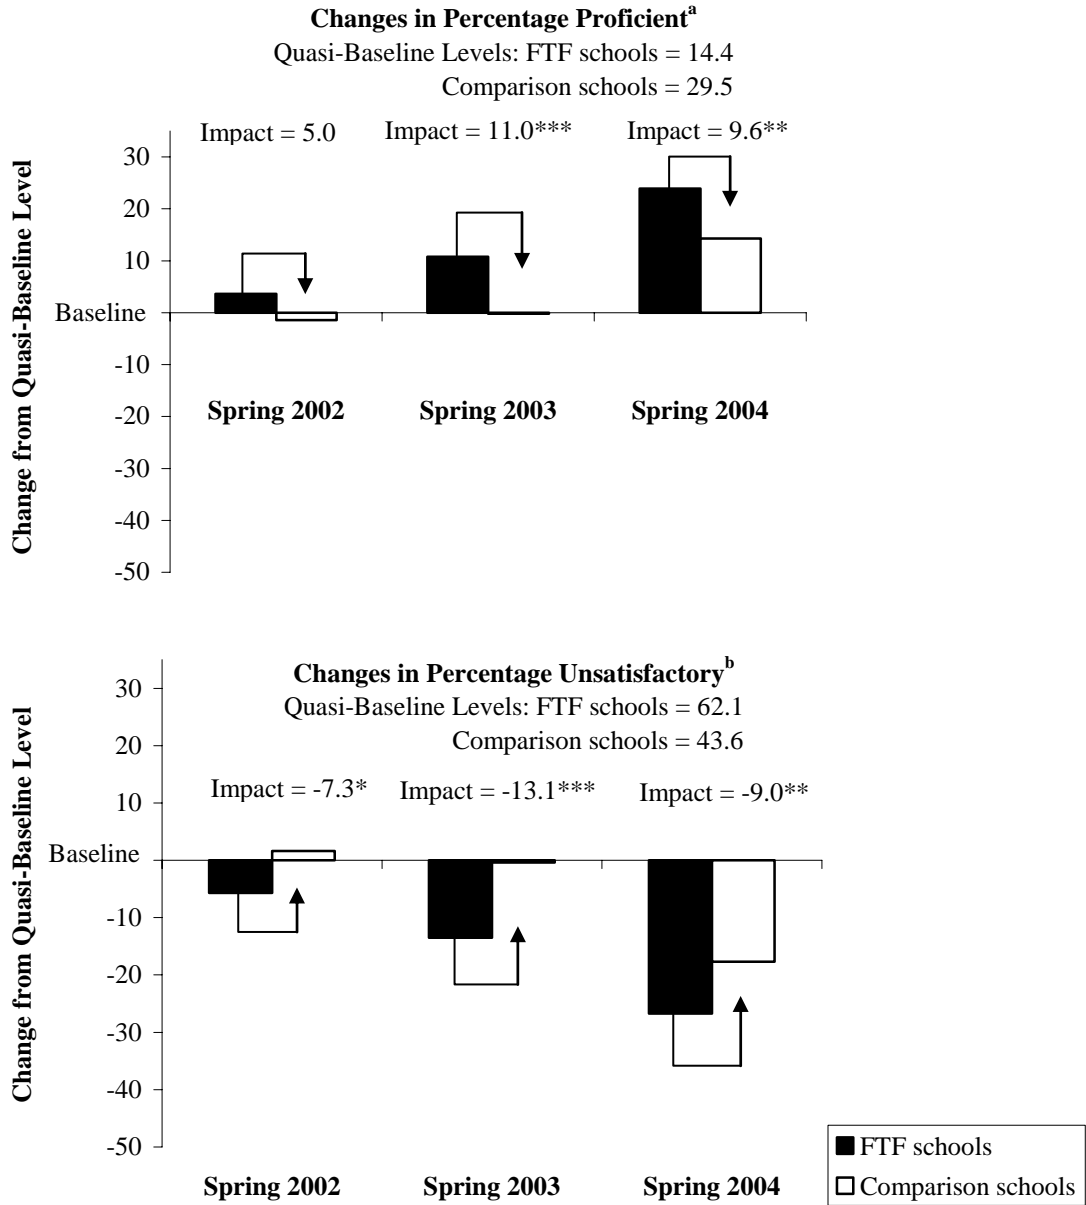 Changes in Percentage Proficient^a
Quasi-Baseline Levels: FTF schools = 14.4
Comparison schools = 29.5
Impact = 5.0
Impact = 11.0***
Impact = 9.6**
Change from Quasi-Baseline Level
30
20
10
Baseline
-10
-20
-30
-40
-50
Spring 2002
Spring 2003
Spring 2004
Changes in Percentage Unsatisfactory^b
Quasi-Baseline Levels: FTF schools = 62.1
Comparison schools = 43.6
Impact = -7.3*
Impact = -13.1***
Impact = -9.0**
Change from Quasi-Baseline Level
30
20
10
Baseline
-10
-20
-30
-40
-50
Spring 2002
Spring 2003
Spring 2004
FTF schools
Comparison schools